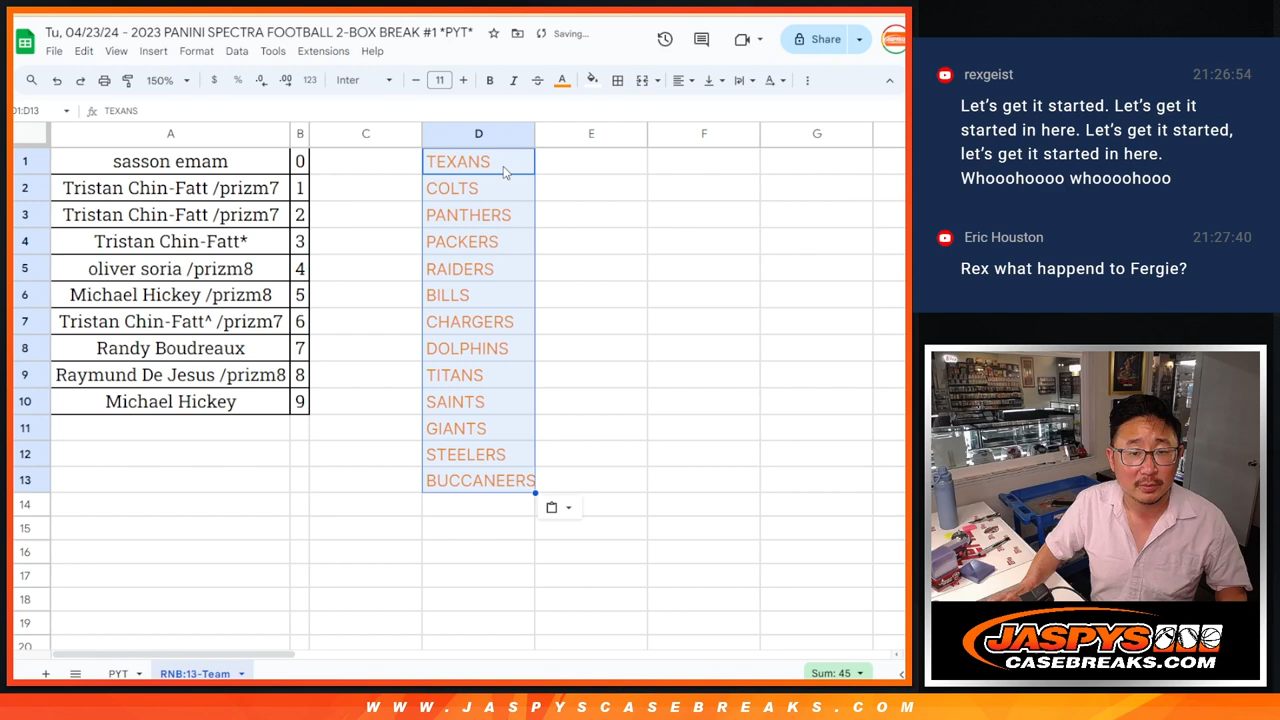 Tu, 04/23/24 - 2023 PANINI SPECTRA FOOTBALL 2-BOX BREAK #1 *PYT*
Saving...
File Edit View Insert Format Data Tools Extensions Help
Share
150% $ % .0 .00 123 Inter 11 B I A
D1:D13 fx TEXANS
A B C D E F G
1 sasson emam 0 TEXANS
2 Tristan Chin-Fatt /prizm7 1 COLTS
3 Tristan Chin-Fatt /prizm7 2 PANTHERS
4 Tristan Chin-Fatt* 3 PACKERS
5 oliver soria /prizm8 4 RAIDERS
6 Michael Hickey /prizm8 5 BILLS
7 Tristan Chin-Fatt^ /prizm7 6 CHARGERS
8 Randy Boudreaux 7 DOLPHINS
9 Raymund De Jesus /prizm8 8 TITANS
10 Michael Hickey 9 SAINTS
11 GIANTS
12 STEELERS
13 BUCCANEERS
14
15
16
17
18
19
20
PYT RNB:13-Team Sum: 45
rexgeist 21:26:54
Let's get it started. Let's get it
started in here. Let's get it started,
let's get it started in here.
Whooohoooo whoooohooo
Eric Houston 21:27:40
Rex what happend to Fergie?
JASPYS
CASEBREAKS.COM
WWW.JASPYSCASEBREAKS.COM